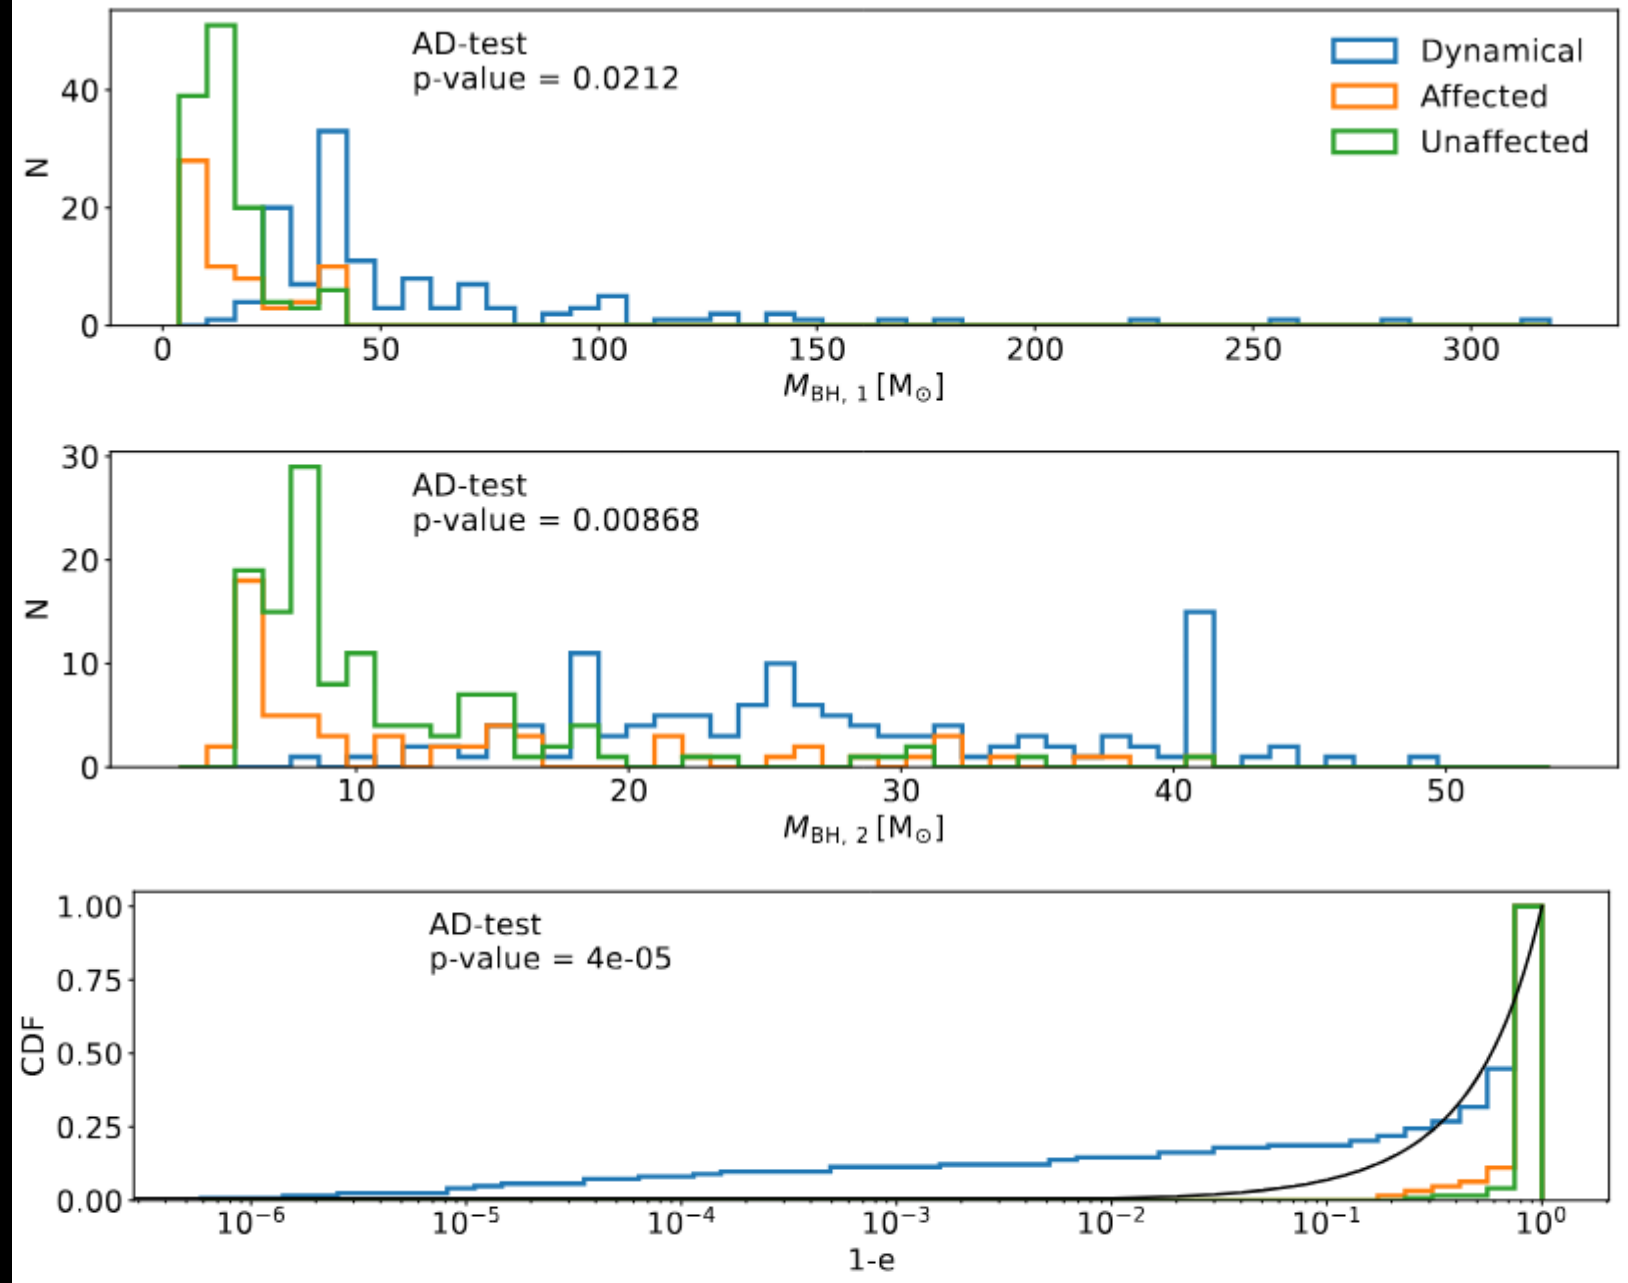 AD-test
p-value = 0.0212
Dynamical
Affected
Unaffected
N
40
20
0
0 50 100 150 200 250 300
M_BH, 1 [M_⊙]
AD-test
p-value = 0.00868
N
30
20
10
0
10 20 30 40 50
M_BH, 2 [M_⊙]
AD-test
p-value = 4e-05
CDF
1.00
0.75
0.50
0.25
0.00
10⁻⁶ 10⁻⁵ 10⁻⁴ 10⁻³ 10⁻² 10⁻¹ 10⁰
1-e